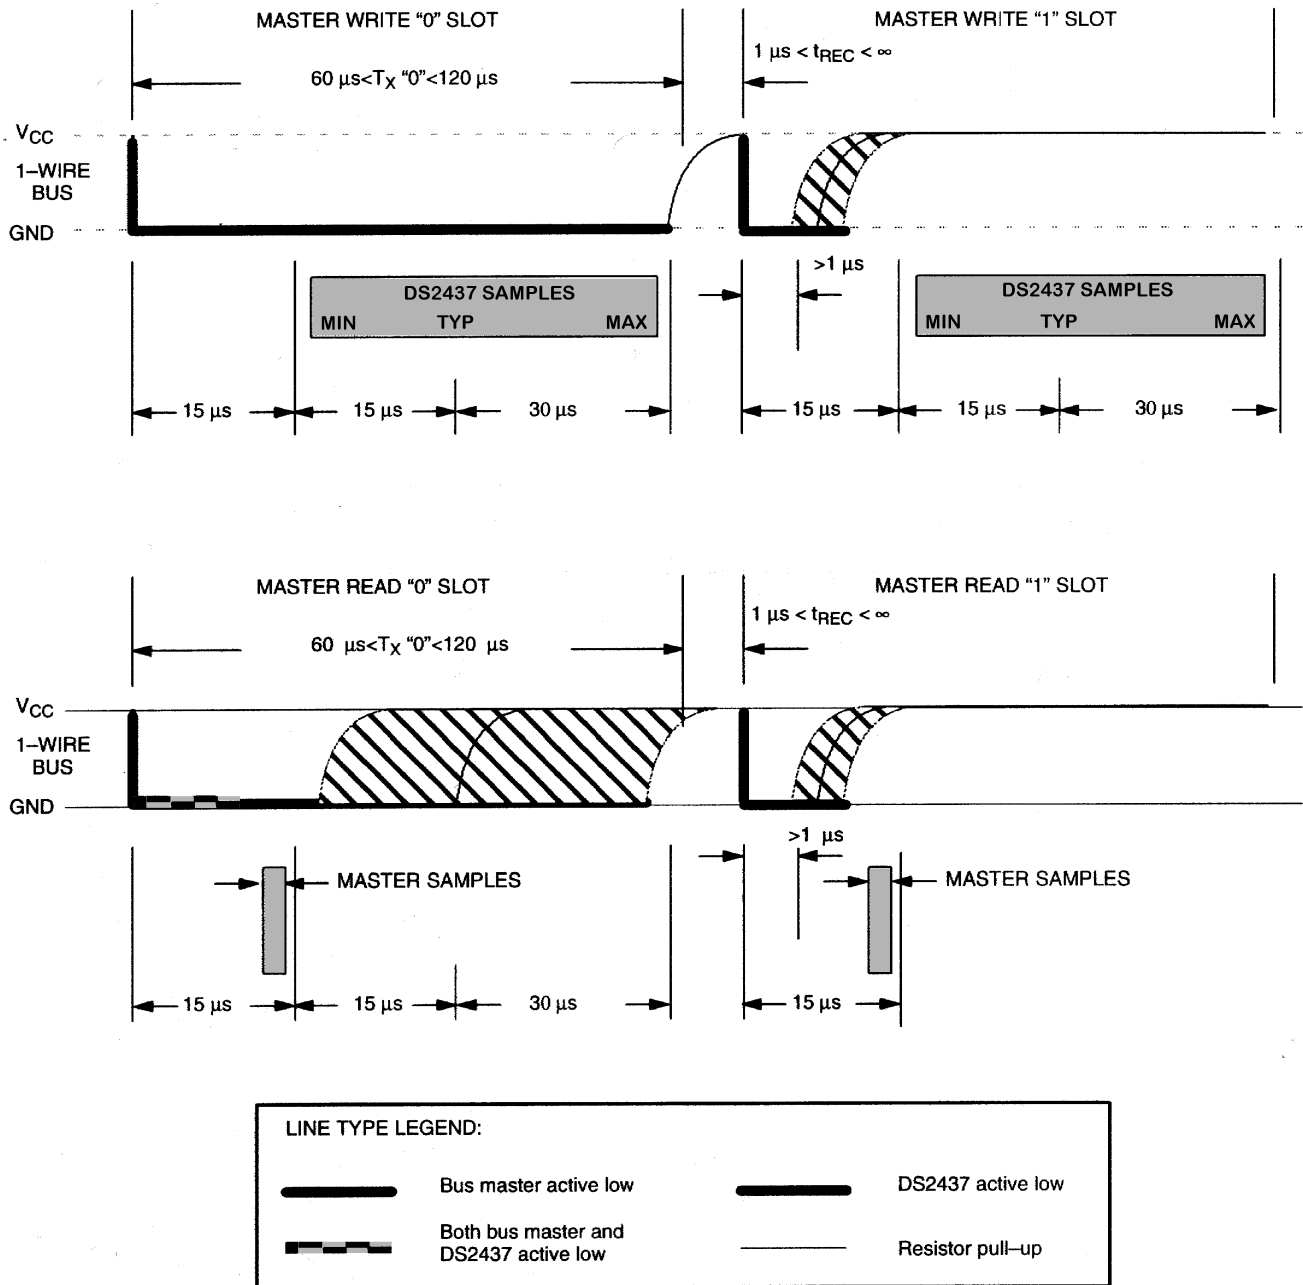 MASTER WRITE “0” SLOT
MASTER WRITE “1” SLOT
60 µs<TX “0”<120 µs
1 µs < tREC < ∞
VCC
1–WIRE
BUS
GND
>1 µs
DS2437 SAMPLES
MIN TYP MAX
DS2437 SAMPLES
MIN TYP MAX
15 µs 15 µs 30 µs
15 µs 15 µs 30 µs
MASTER READ “0” SLOT
MASTER READ “1” SLOT
60 µs<TX “0”<120 µs
1 µs < tREC < ∞
VCC
1–WIRE
BUS
GND
>1 µs
MASTER SAMPLES
MASTER SAMPLES
15 µs 15 µs 30 µs
15 µs
LINE TYPE LEGEND:
Bus master active low
DS2437 active low
Both bus master and
DS2437 active low
Resistor pull–up